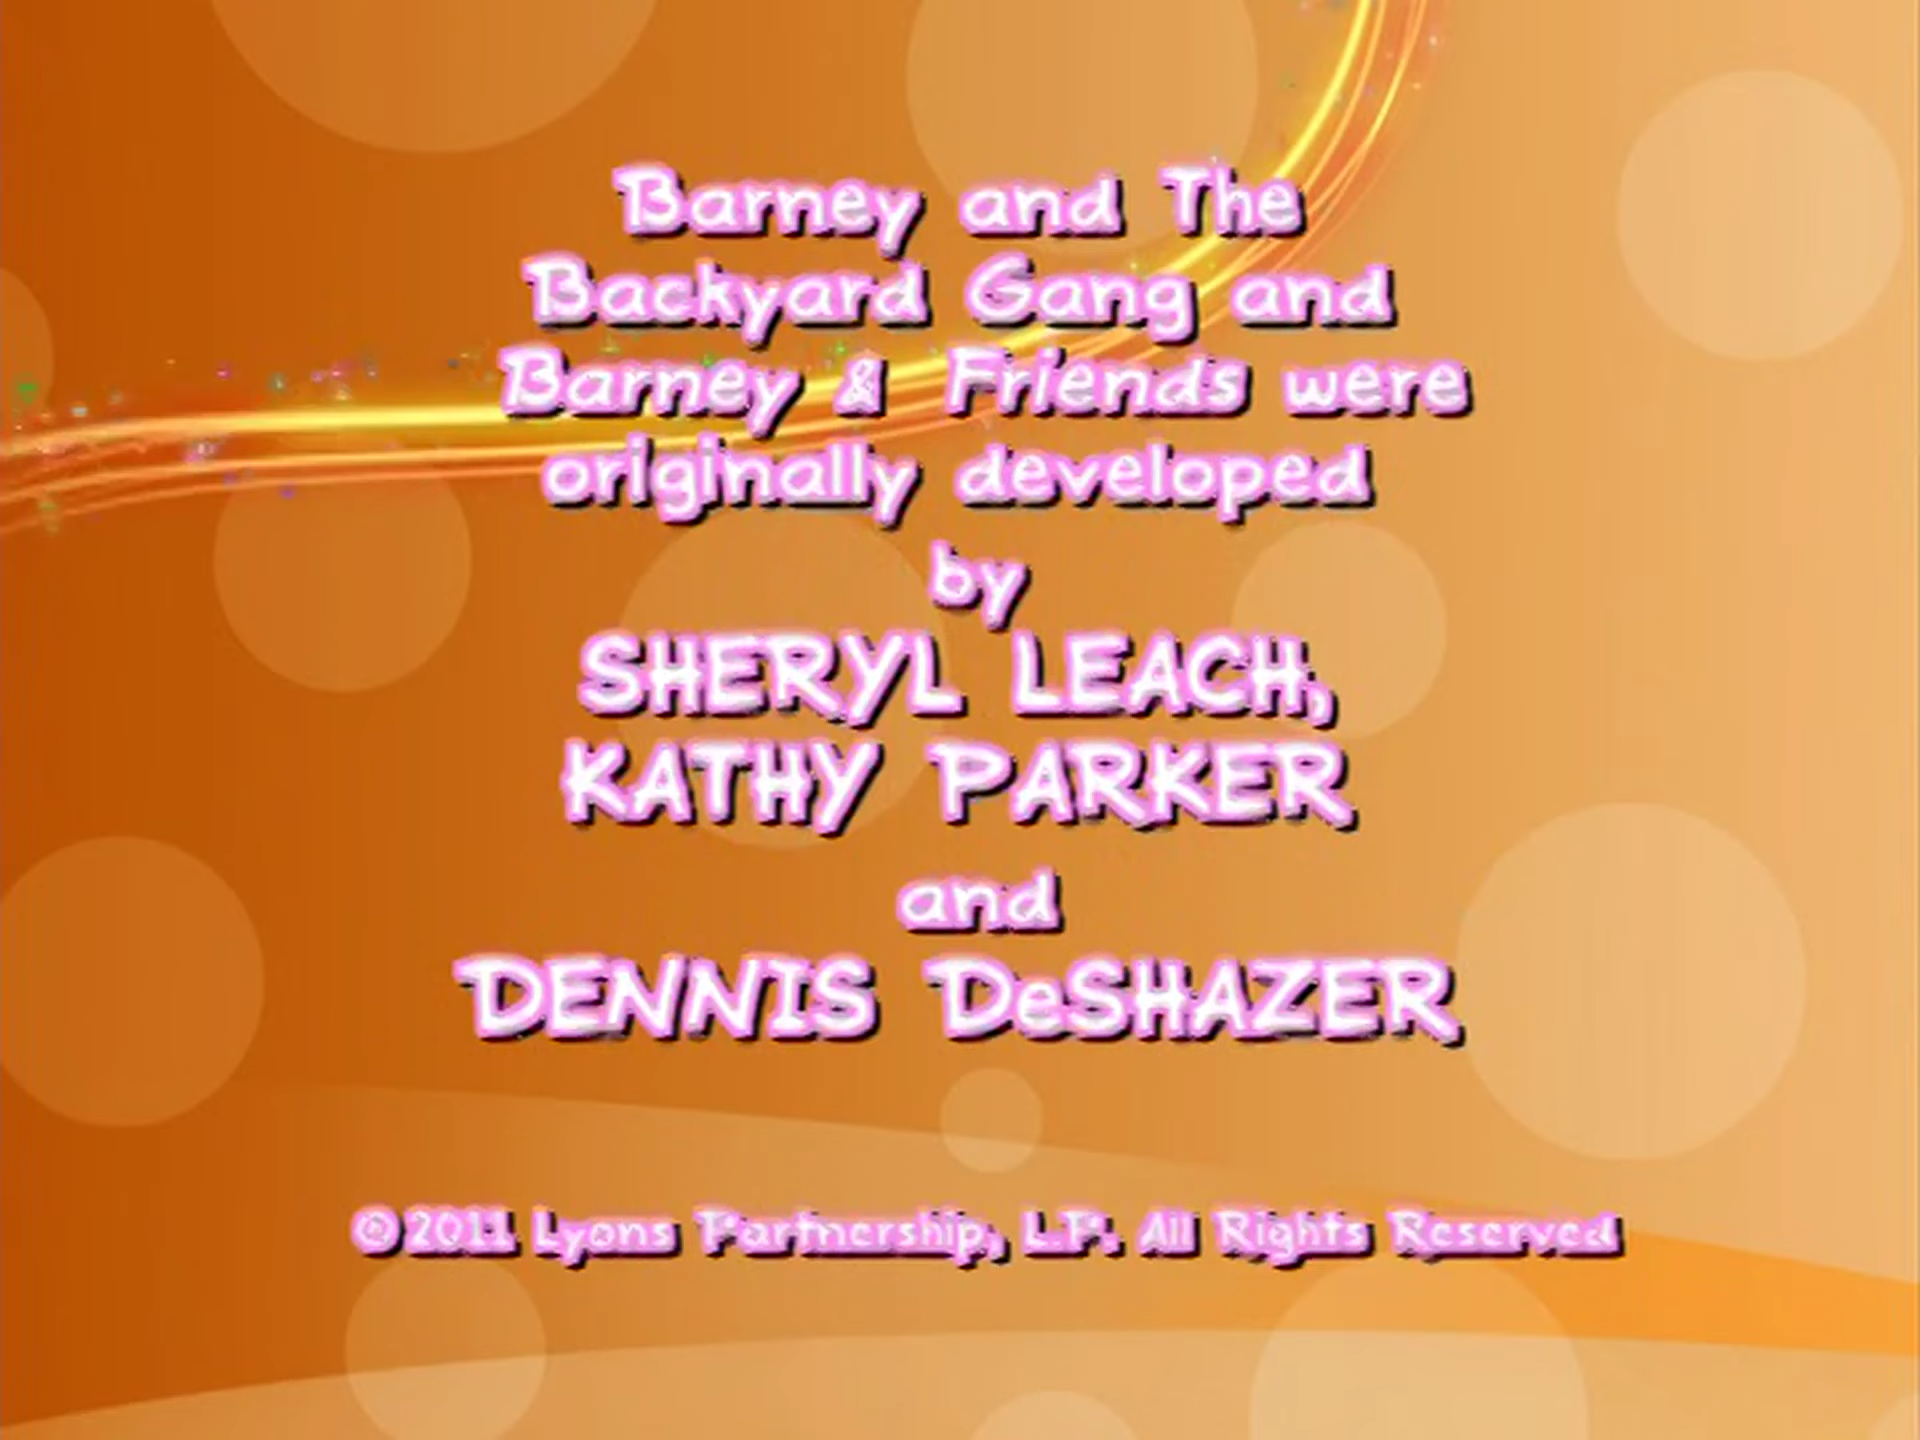 Barney and The
Backyard Gang and
Barney & Friends were
originally developed
by
SHERYL LEACH,
KATHY PARKER
and
DENNIS DeSHAZER
©2011 Lyons Partnership, L.P. All Rights Reserved